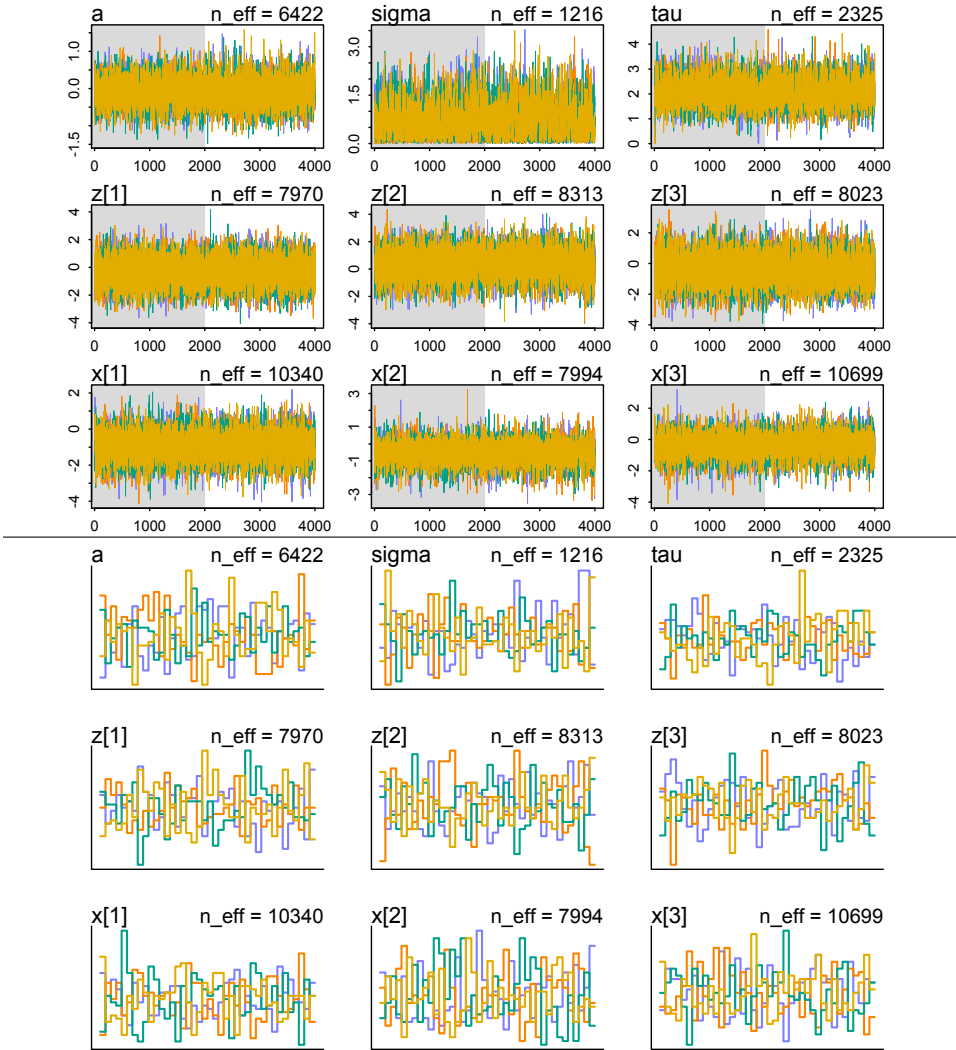 a n_eff = 6422 sigma n_eff = 1216 tau n_eff = 2325
1.0 0.0 -1.5 3.0 1.5 0.0 4 3 2 1 0
0 1000 2000 3000 4000 0 1000 2000 3000 4000 0 1000 2000 3000 4000
z[1] n_eff = 7970 z[2] n_eff = 8313 z[3] n_eff = 8023
4 2 0 -2 -4 4 2 0 -2 -4 2 0 -2 -4
0 1000 2000 3000 4000 0 1000 2000 3000 4000 0 1000 2000 3000 4000
x[1] n_eff = 10340 x[2] n_eff = 7994 x[3] n_eff = 10699
2 0 -2 -4 3 1 -1 -3 2 0 -2 -4
0 1000 2000 3000 4000 0 1000 2000 3000 4000 0 1000 2000 3000 4000
a n_eff = 6422 sigma n_eff = 1216 tau n_eff = 2325
z[1] n_eff = 7970 z[2] n_eff = 8313 z[3] n_eff = 8023
x[1] n_eff = 10340 x[2] n_eff = 7994 x[3] n_eff = 10699